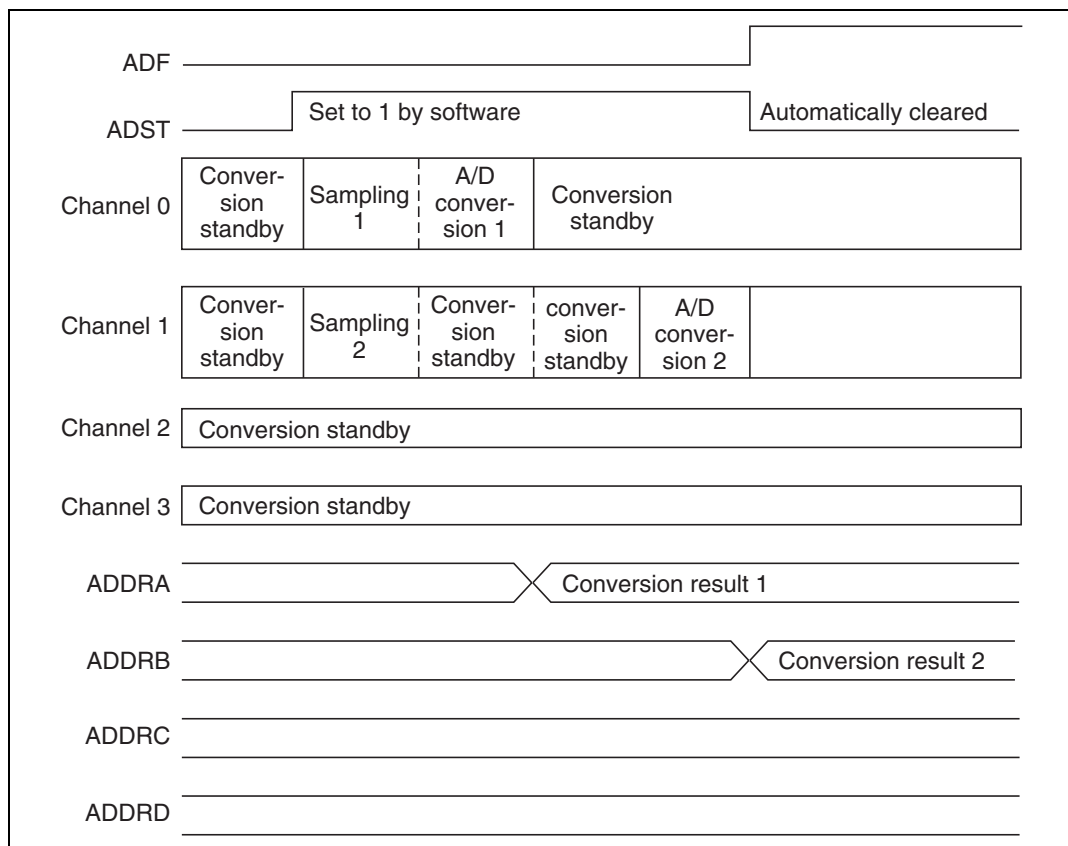 ADF
ADST
Set to 1 by software
Automatically cleared
Channel 0
Conver-
sion
standby
Sampling
1
A/D
conver-
sion 1
Conversion
standby
Channel 1
Conver-
sion
standby
Sampling
2
Conver-
sion
standby
conver-
sion
standby
A/D
conver-
sion 2
Channel 2
Conversion standby
Channel 3
Conversion standby
ADDRA
Conversion result 1
ADDRB
Conversion result 2
ADDRC
ADDRD